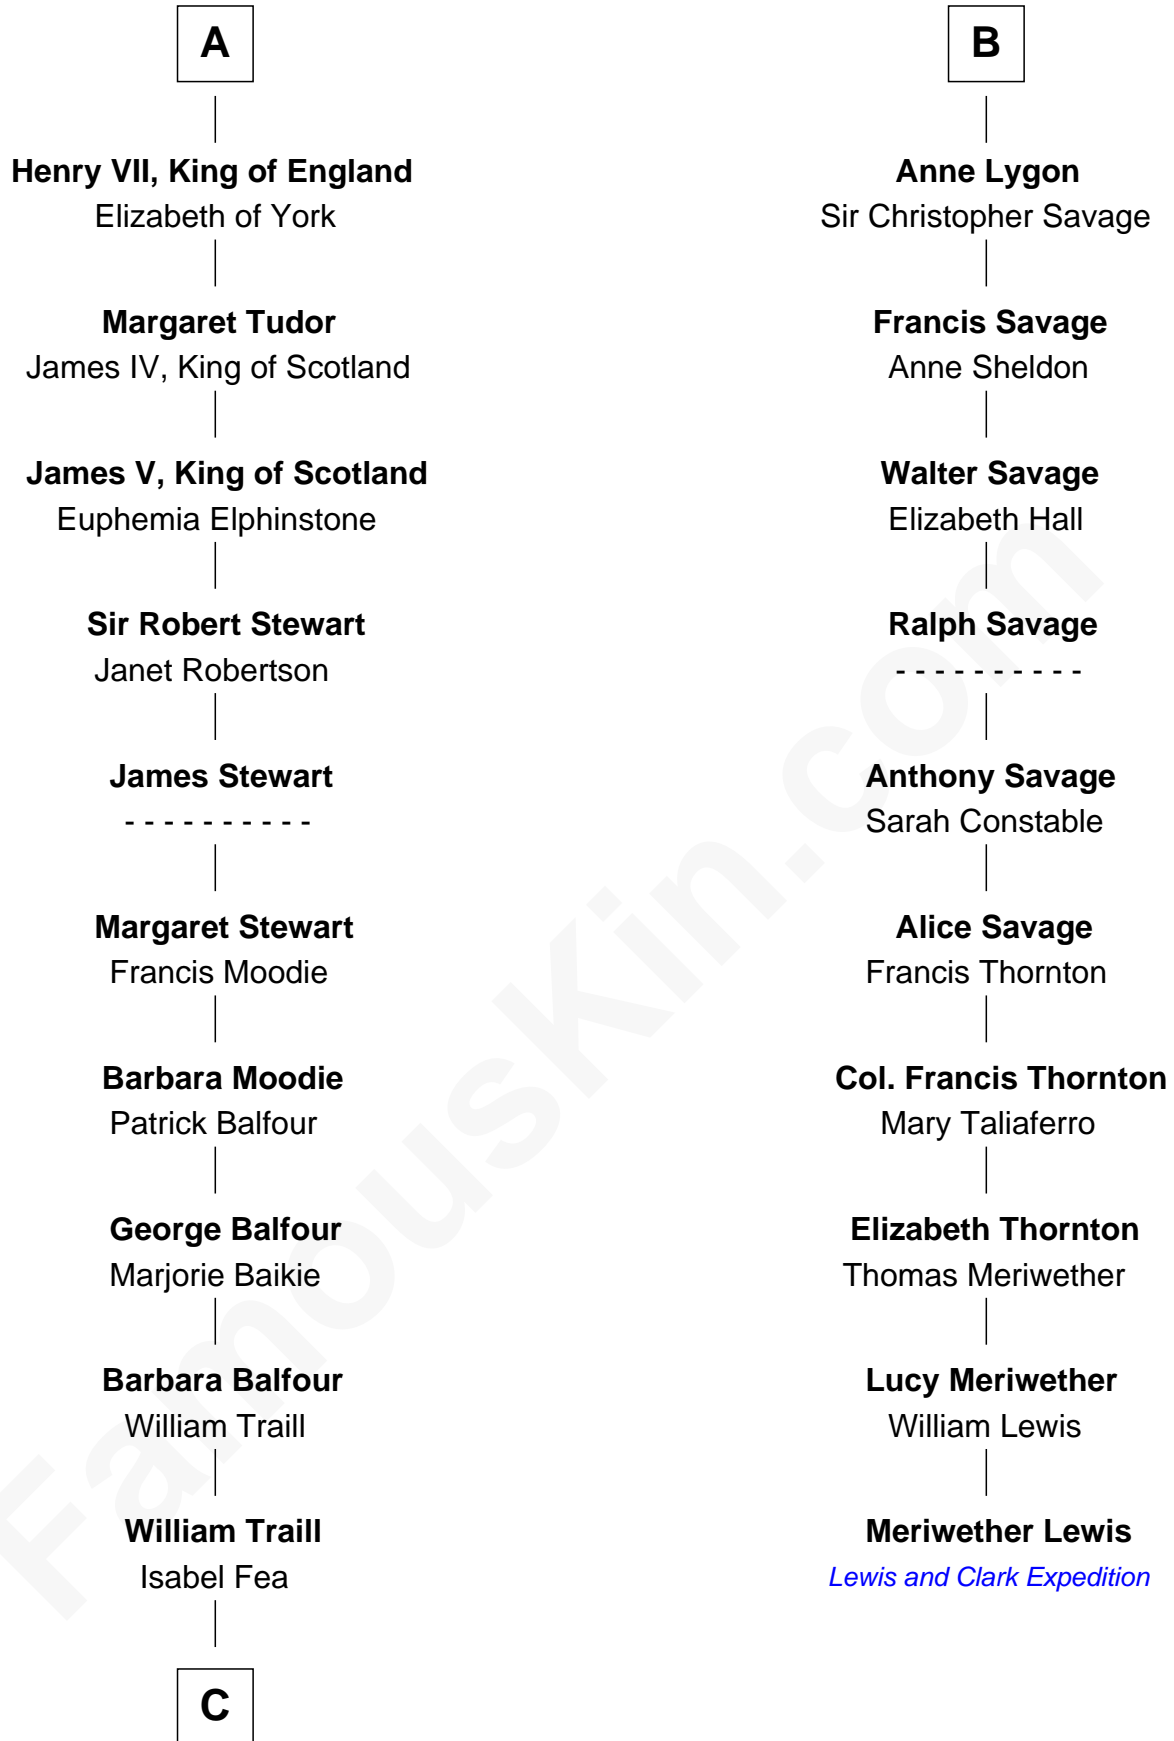 A
Henry VII, King of England
Elizabeth of York
Margaret Tudor
James IV, King of Scotland
James V, King of Scotland
Euphemia Elphinstone
Sir Robert Stewart
Janet Robertson
James Stewart
- - - - - - - - - -
Margaret Stewart
Francis Moodie
Barbara Moodie
Patrick Balfour
George Balfour
Marjorie Baikie
Barbara Balfour
William Traill
William Traill
Isabel Fea
C
B
Anne Lygon
Sir Christopher Savage
Francis Savage
Anne Sheldon
Walter Savage
Elizabeth Hall
Ralph Savage
- - - - - - - - - -
Anthony Savage
Sarah Constable
Alice Savage
Francis Thornton
Col. Francis Thornton
Mary Taliaferro
Elizabeth Thornton
Thomas Meriwether
Lucy Meriwether
William Lewis
Meriwether Lewis
Lewis and Clark Expedition
FamousKin.com